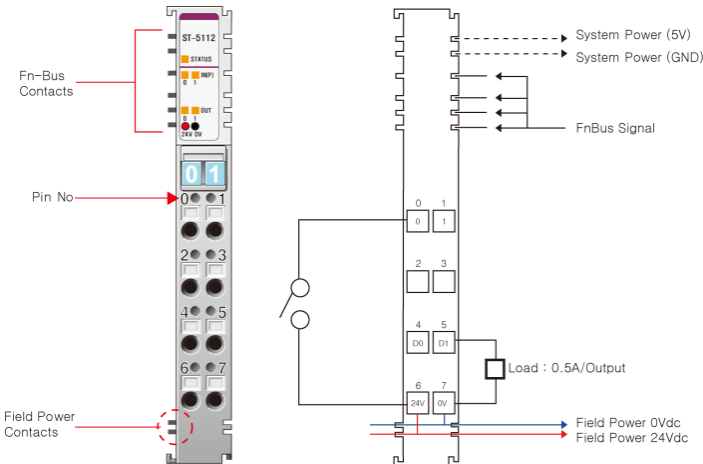 ST-5112
STATUS
IN(P)
0 1
OUT
0 1
24V 0V
Fn-Bus
Contacts
01
Pin No
0 1
2 3
4 5
6 7
Field Power
Contacts
System Power (5V)
System Power (GND)
FnBus Signal
0 1
0 1
2 3
4 5
D0 D1
Load : 0.5A/Output
6 7
24V 0V
Field Power 0Vdc
Field Power 24Vdc